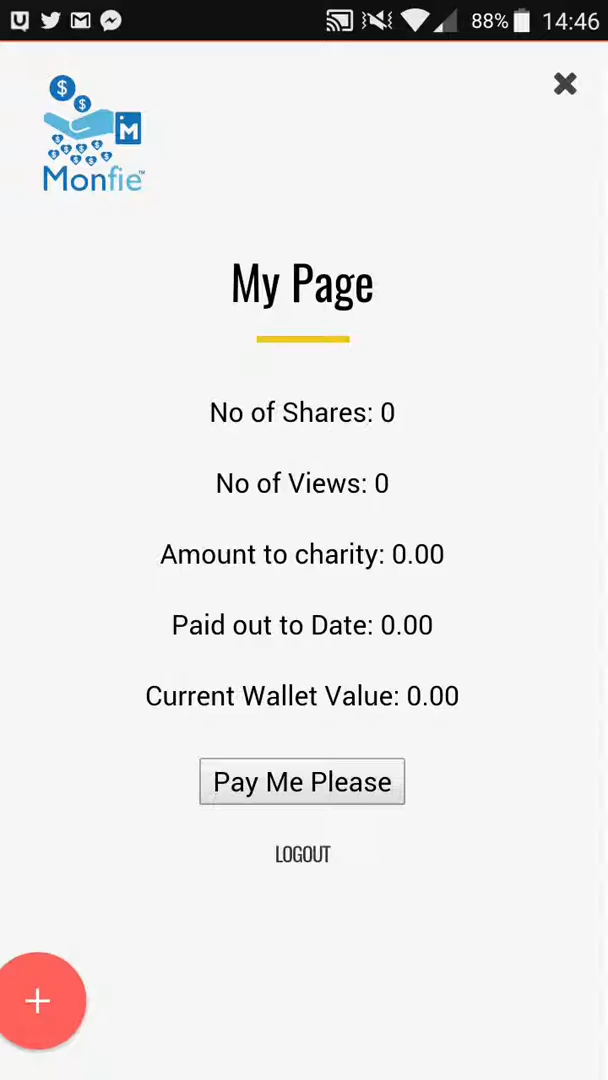 88% 14:46
Monfie™
My Page
No of Shares: 0
No of Views: 0
Amount to charity: 0.00
Paid out to Date: 0.00
Current Wallet Value: 0.00
Pay Me Please
LOGOUT